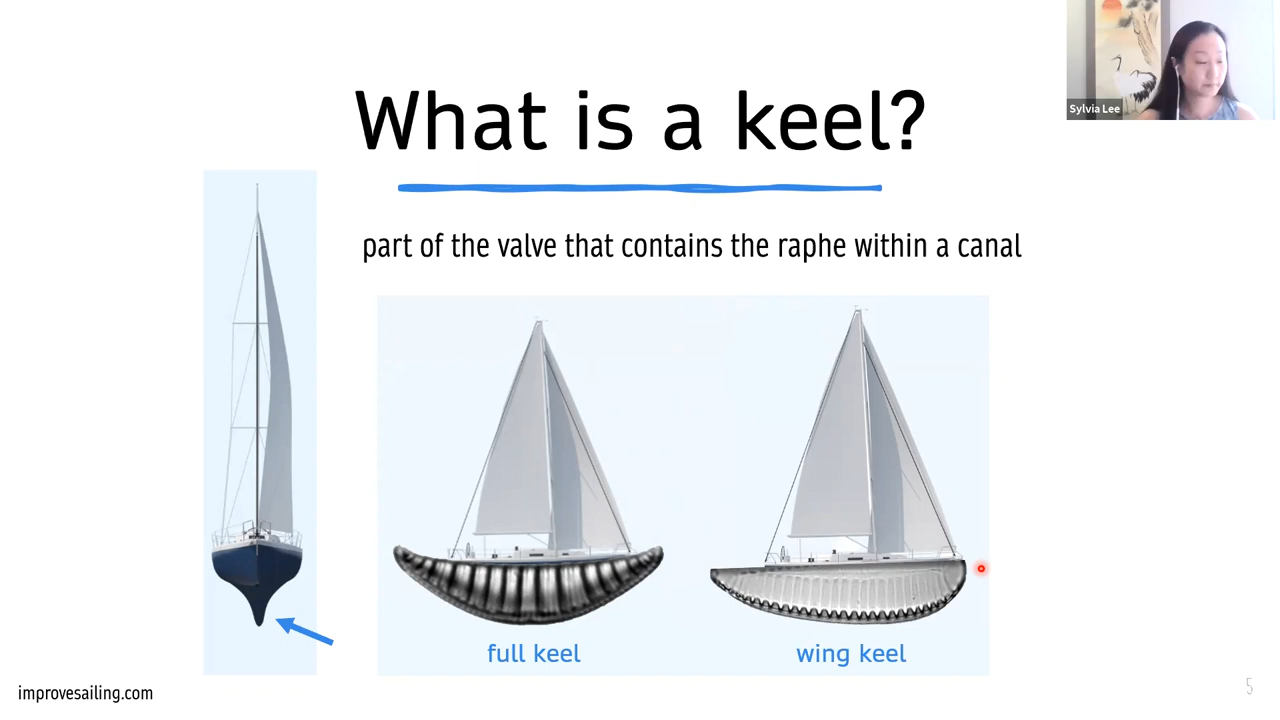 What is a keel?
Sylvia Lee
part of the valve that contains the raphe within a canal
full keel
wing keel
improvesailing.com
5